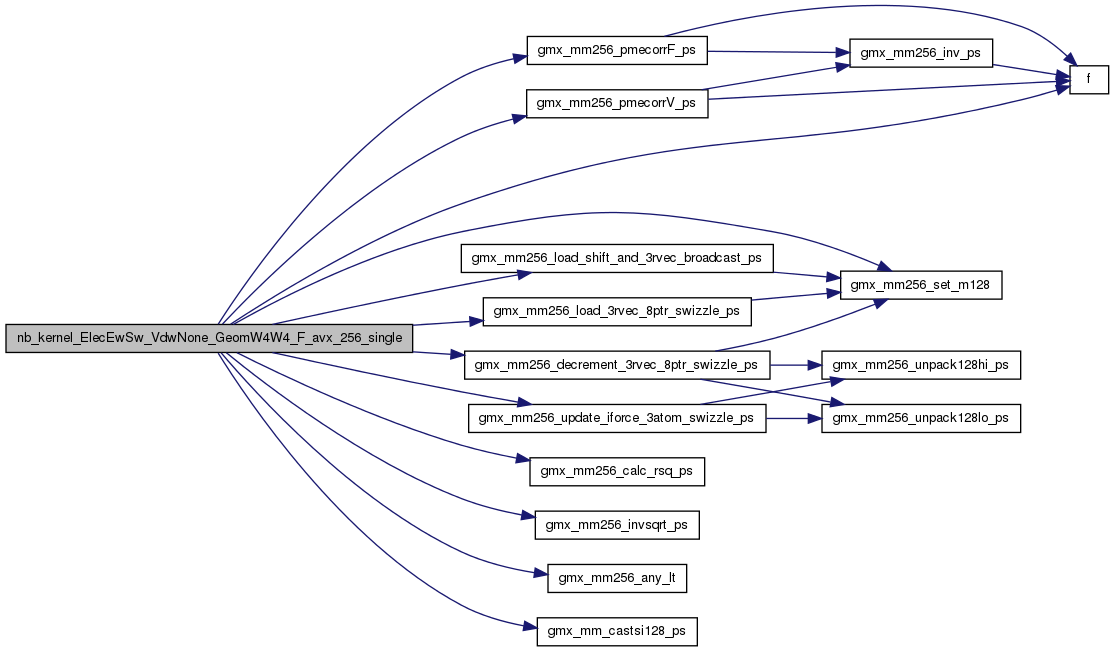 gmx_mm256_pmecorrF_ps
gmx_mm256_inv_ps
f
gmx_mm256_pmecorrV_ps
gmx_mm256_load_shift_and_3rvec_broadcast_ps
gmx_mm256_set_m128
gmx_mm256_load_3rvec_8ptr_swizzle_ps
nb_kernel_ElecEwSw_VdwNone_GeomW4W4_F_avx_256_single
gmx_mm256_decrement_3rvec_8ptr_swizzle_ps
gmx_mm256_unpack128hi_ps
gmx_mm256_update_iforce_3atom_swizzle_ps
gmx_mm256_unpack128lo_ps
gmx_mm256_calc_rsq_ps
gmx_mm256_invsqrt_ps
gmx_mm256_any_lt
gmx_mm_castsi128_ps